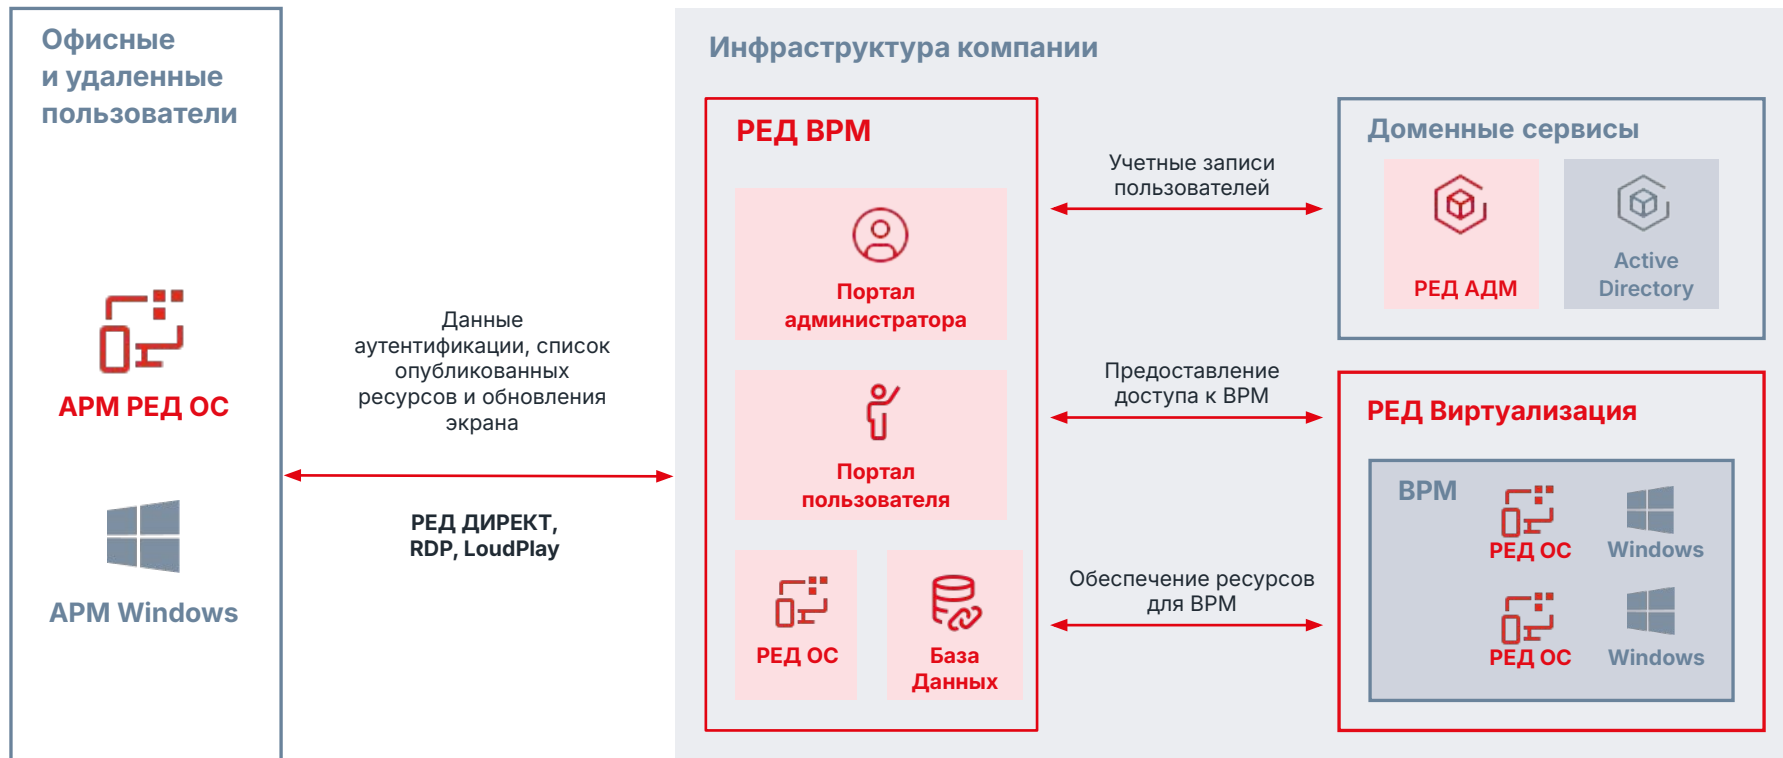 Офисные
и удаленные
пользователи
АРМ РЕД ОС
АРМ Windows
Данные
аутентификации, список
опубликованных
ресурсов и обновления
экрана
РЕД ДИРЕКТ,
RDP, LoudPlay
Инфраструктура компании
РЕД ВРМ
Портал
администратора
Портал
пользователя
РЕД ОС
База
Данных
Учетные записи
пользователей
Предоставление
доступа к ВРМ
Обеспечение ресурсов
для ВРМ
Доменные сервисы
РЕД АДМ
Active
Directory
РЕД Виртуализация
ВРМ
РЕД ОС
Windows
РЕД ОС
Windows